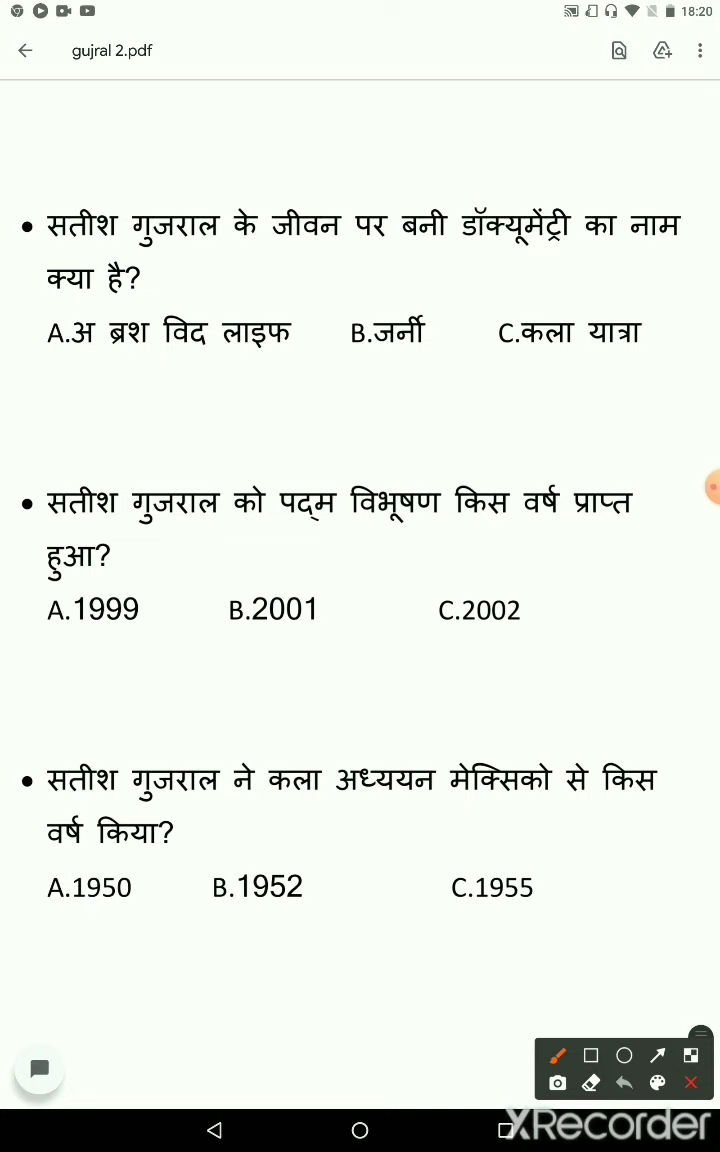 18:20
gujral 2.pdf
• सतीश गुजराल के जीवन पर बनी डॉक्यूमेंट्री का नाम
क्या है?
A.अ ब्रश विद लाइफ B.जर्नी C.कला यात्रा
• सतीश गुजराल को पद्म विभूषण किस वर्ष प्राप्त
हुआ?
A.1999 B.2001 C.2002
• सतीश गुजराल ने कला अध्ययन मेक्सिको से किस
वर्ष किया?
A.1950 B.1952 C.1955
XRecorder